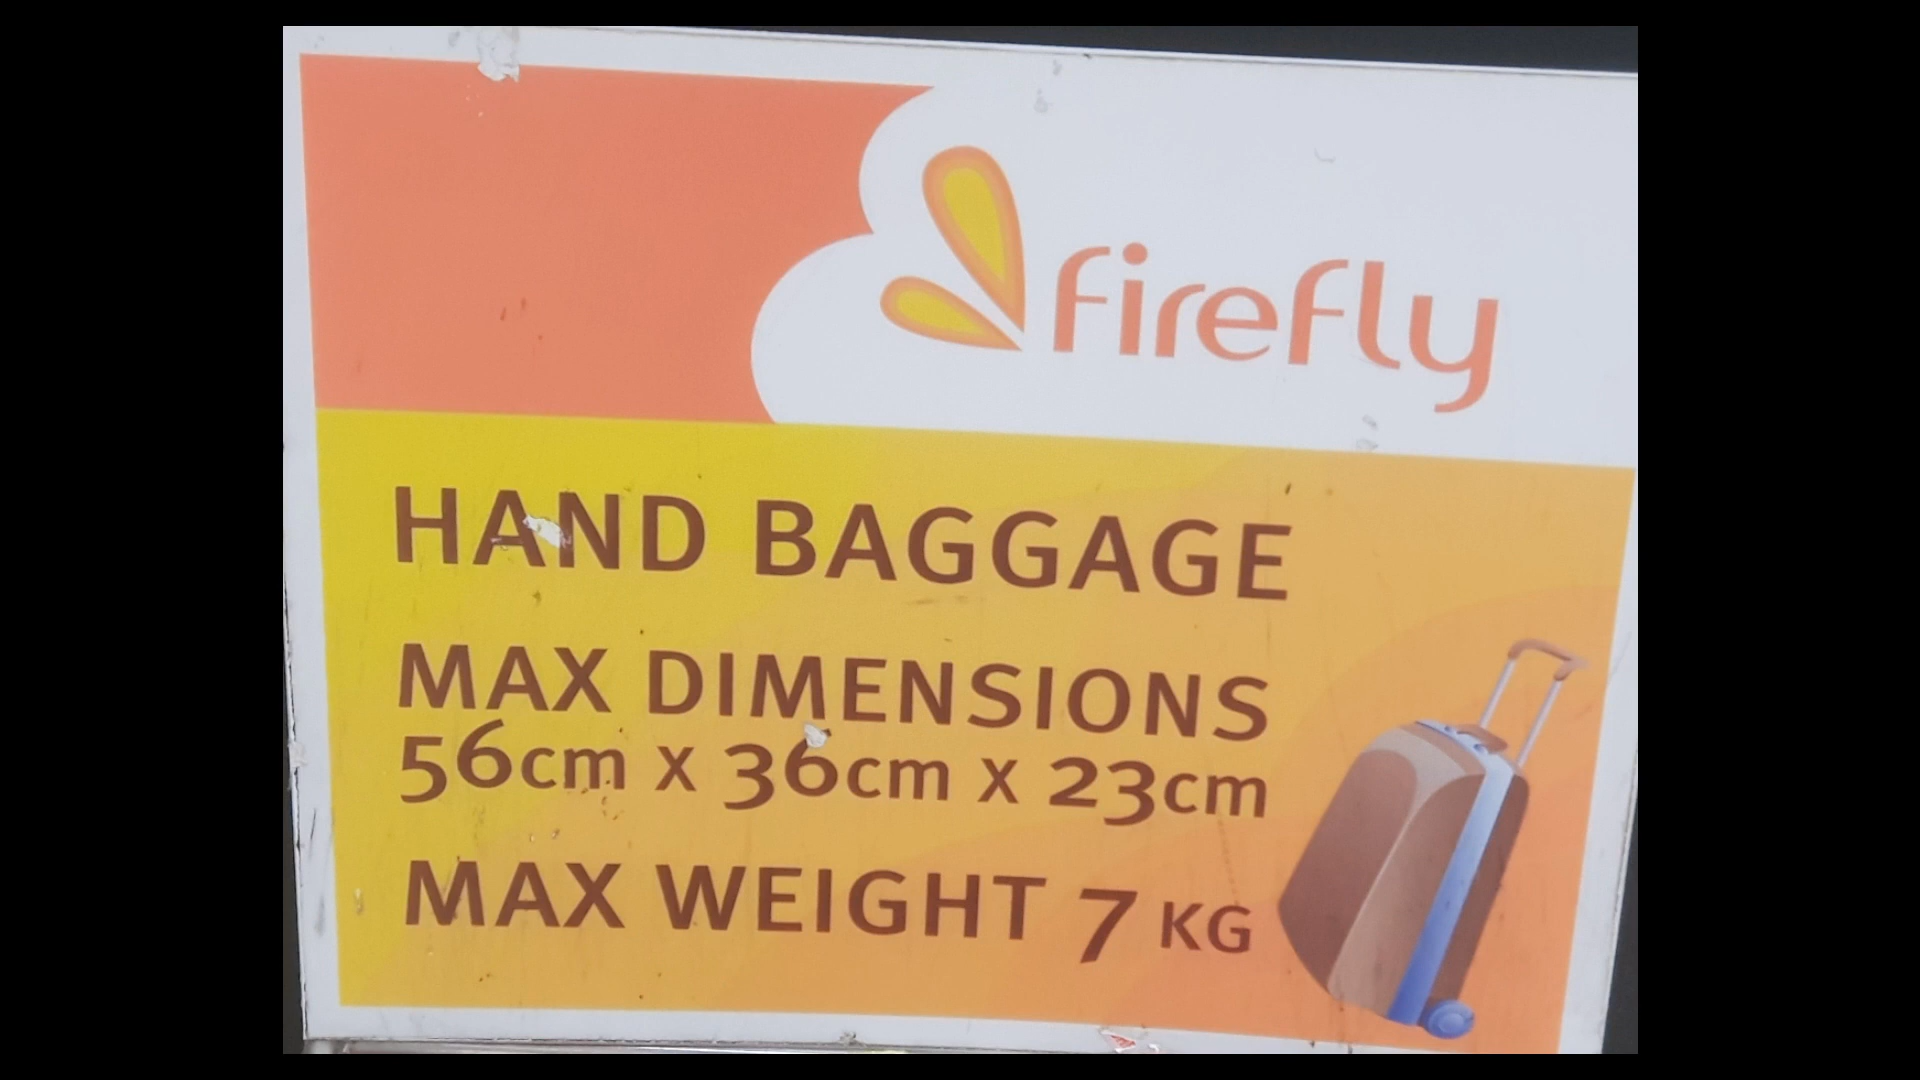 firefly
HAND BAGGAGE
MAX DIMENSIONS
56cm x 36cm x 23cm
MAX WEIGHT 7 KG